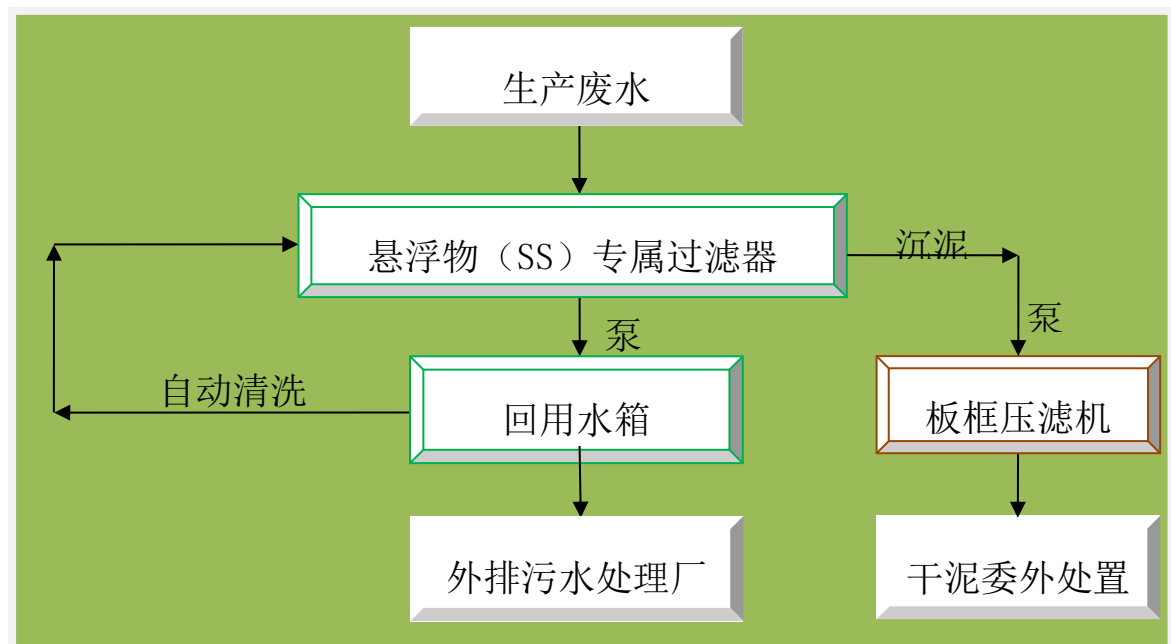 生产废水
悬浮物（SS）专属过滤器
沉泥
泵
泵
自动清洗
回用水箱
板框压滤机
外排污水处理厂
干泥委外处置